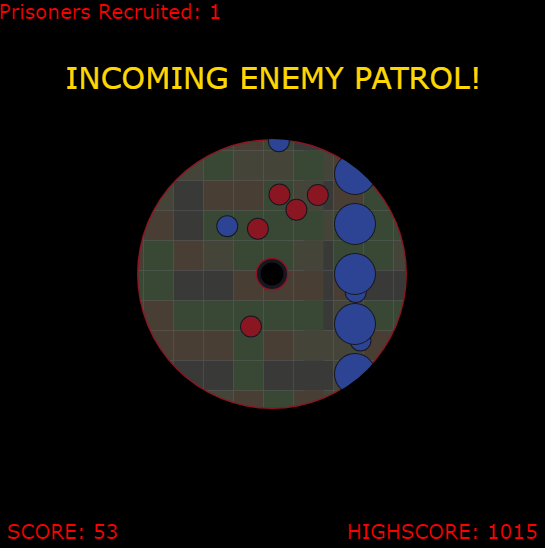 Prisoners Recruited: 1
INCOMING ENEMY PATROL!
SCORE: 53
HIGHSCORE: 1015